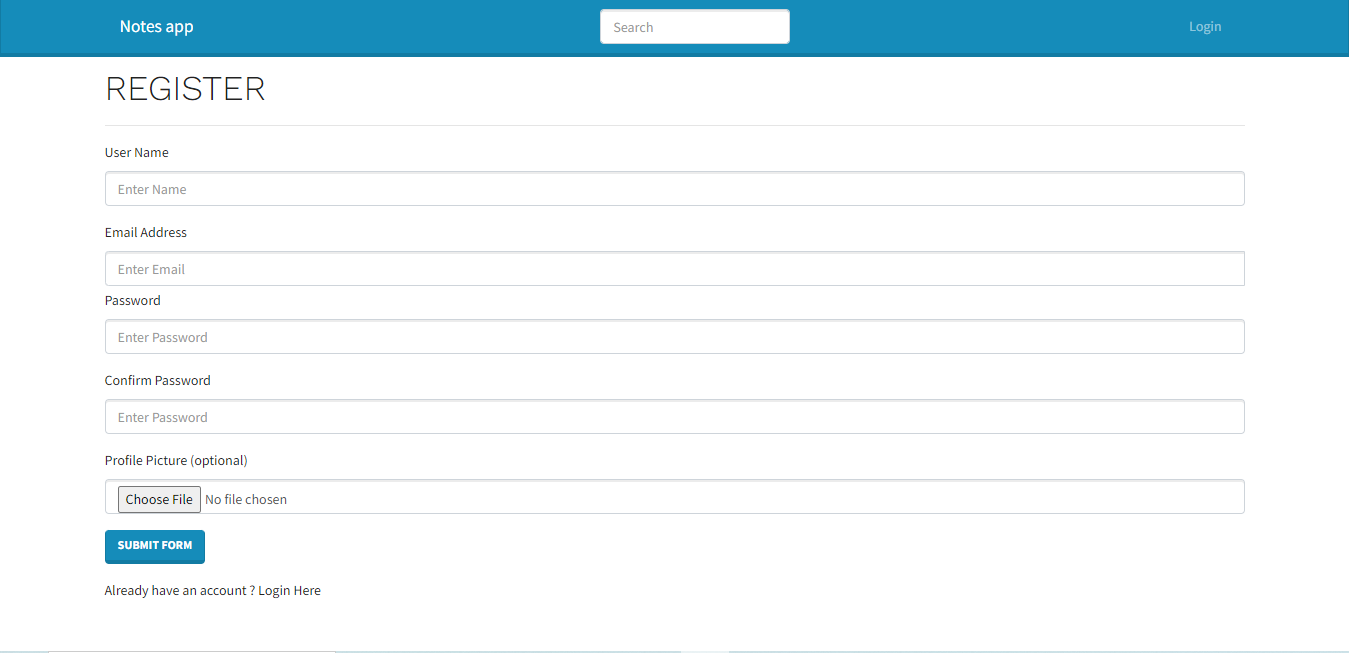 Notes app
Search
Login
REGISTER
User Name
Enter Name
Email Address
Enter Email
Password
Enter Password
Confirm Password
Enter Password
Profile Picture (optional)
Choose File No file chosen
SUBMIT FORM
Already have an account ? Login Here